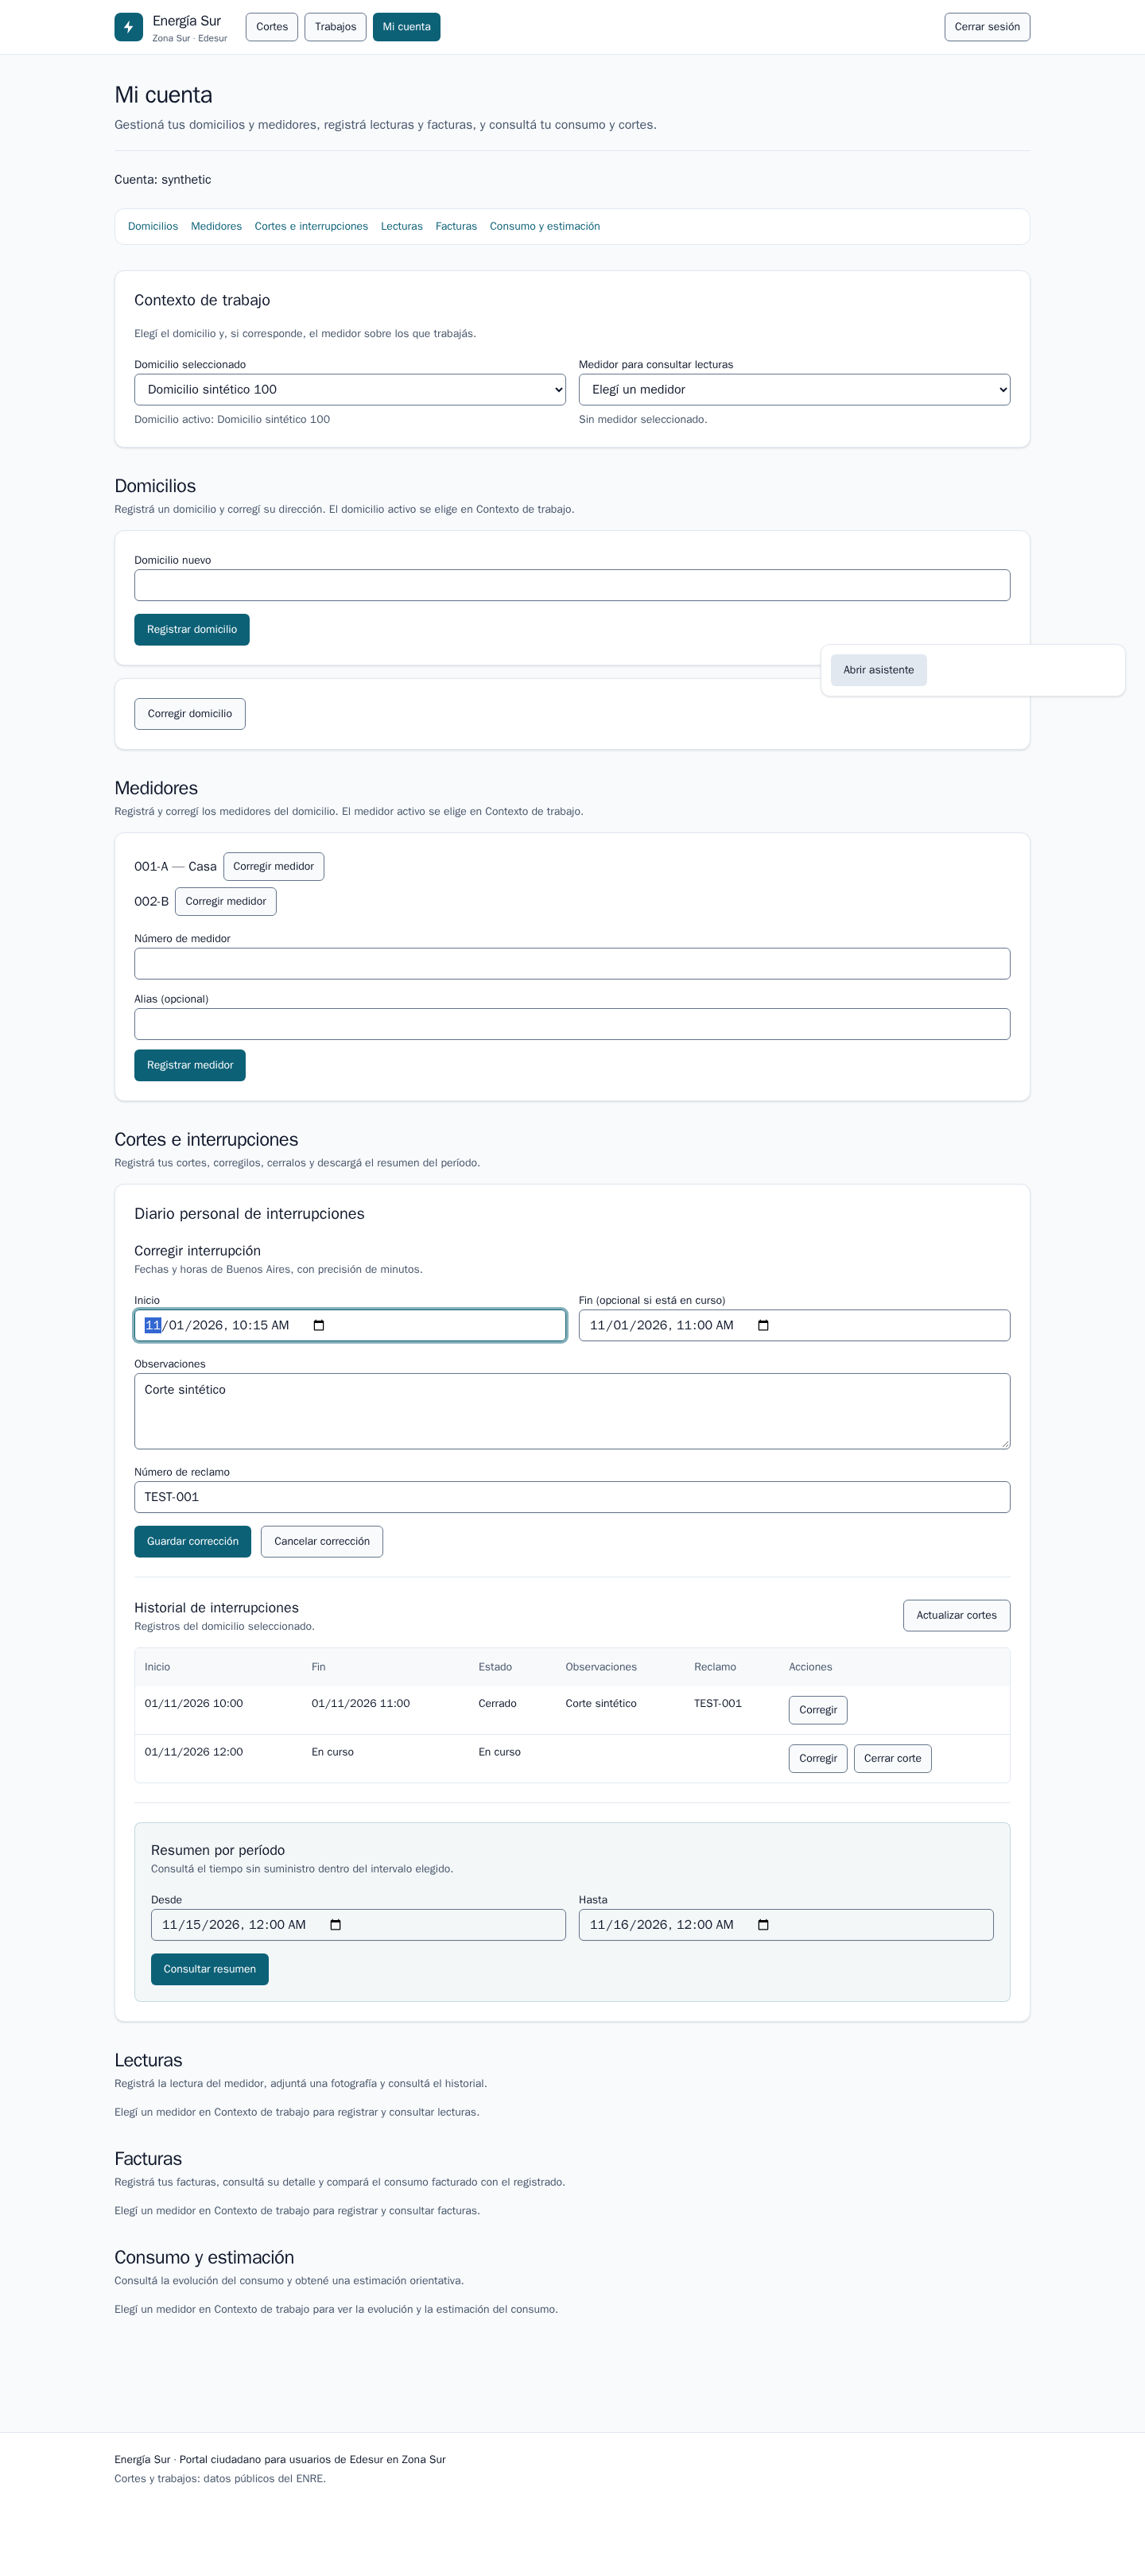 Energía Sur
Zona Sur · Edesur
Cortes
Trabajos
Mi cuenta
Cerrar sesión
Mi cuenta
Gestioná tus domicilios y medidores, registrá lecturas y facturas, y consultá tu consumo y cortes.
Cuenta: synthetic
Domicilios Medidores Cortes e interrupciones Lecturas Facturas Consumo y estimación
Contexto de trabajo
Elegí el domicilio y, si corresponde, el medidor sobre los que trabajás.
Domicilio seleccionado
Domicilio sintético 100
Domicilio activo: Domicilio sintético 100
Medidor para consultar lecturas
Elegí un medidor
Sin medidor seleccionado.
Domicilios
Registrá un domicilio y corregí su dirección. El domicilio activo se elige en Contexto de trabajo.
Domicilio nuevo
Registrar domicilio
Abrir asistente
Corregir domicilio
Medidores
Registrá y corregí los medidores del domicilio. El medidor activo se elige en Contexto de trabajo.
001-A — Casa Corregir medidor
002-B Corregir medidor
Número de medidor
Alias (opcional)
Registrar medidor
Cortes e interrupciones
Registrá tus cortes, corregilos, cerralos y descargá el resumen del período.
Diario personal de interrupciones
Corregir interrupción
Fechas y horas de Buenos Aires, con precisión de minutos.
Inicio
11/01/2026, 10:15 AM
Fin (opcional si está en curso)
11/01/2026, 11:00 AM
Observaciones
Corte sintético
Número de reclamo
TEST-001
Guardar corrección
Cancelar corrección
Historial de interrupciones
Registros del domicilio seleccionado.
Actualizar cortes
Inicio Fin Estado Observaciones Reclamo Acciones
01/11/2026 10:00 01/11/2026 11:00 Cerrado Corte sintético TEST-001 Corregir
01/11/2026 12:00 En curso En curso Corregir Cerrar corte
Resumen por período
Consultá el tiempo sin suministro dentro del intervalo elegido.
Desde
11/15/2026, 12:00 AM
Hasta
11/16/2026, 12:00 AM
Consultar resumen
Lecturas
Registrá la lectura del medidor, adjuntá una fotografía y consultá el historial.
Elegí un medidor en Contexto de trabajo para registrar y consultar lecturas.
Facturas
Registrá tus facturas, consultá su detalle y compará el consumo facturado con el registrado.
Elegí un medidor en Contexto de trabajo para registrar y consultar facturas.
Consumo y estimación
Consultá la evolución del consumo y obtené una estimación orientativa.
Elegí un medidor en Contexto de trabajo para ver la evolución y la estimación del consumo.
Energía Sur · Portal ciudadano para usuarios de Edesur en Zona Sur
Cortes y trabajos: datos públicos del ENRE.